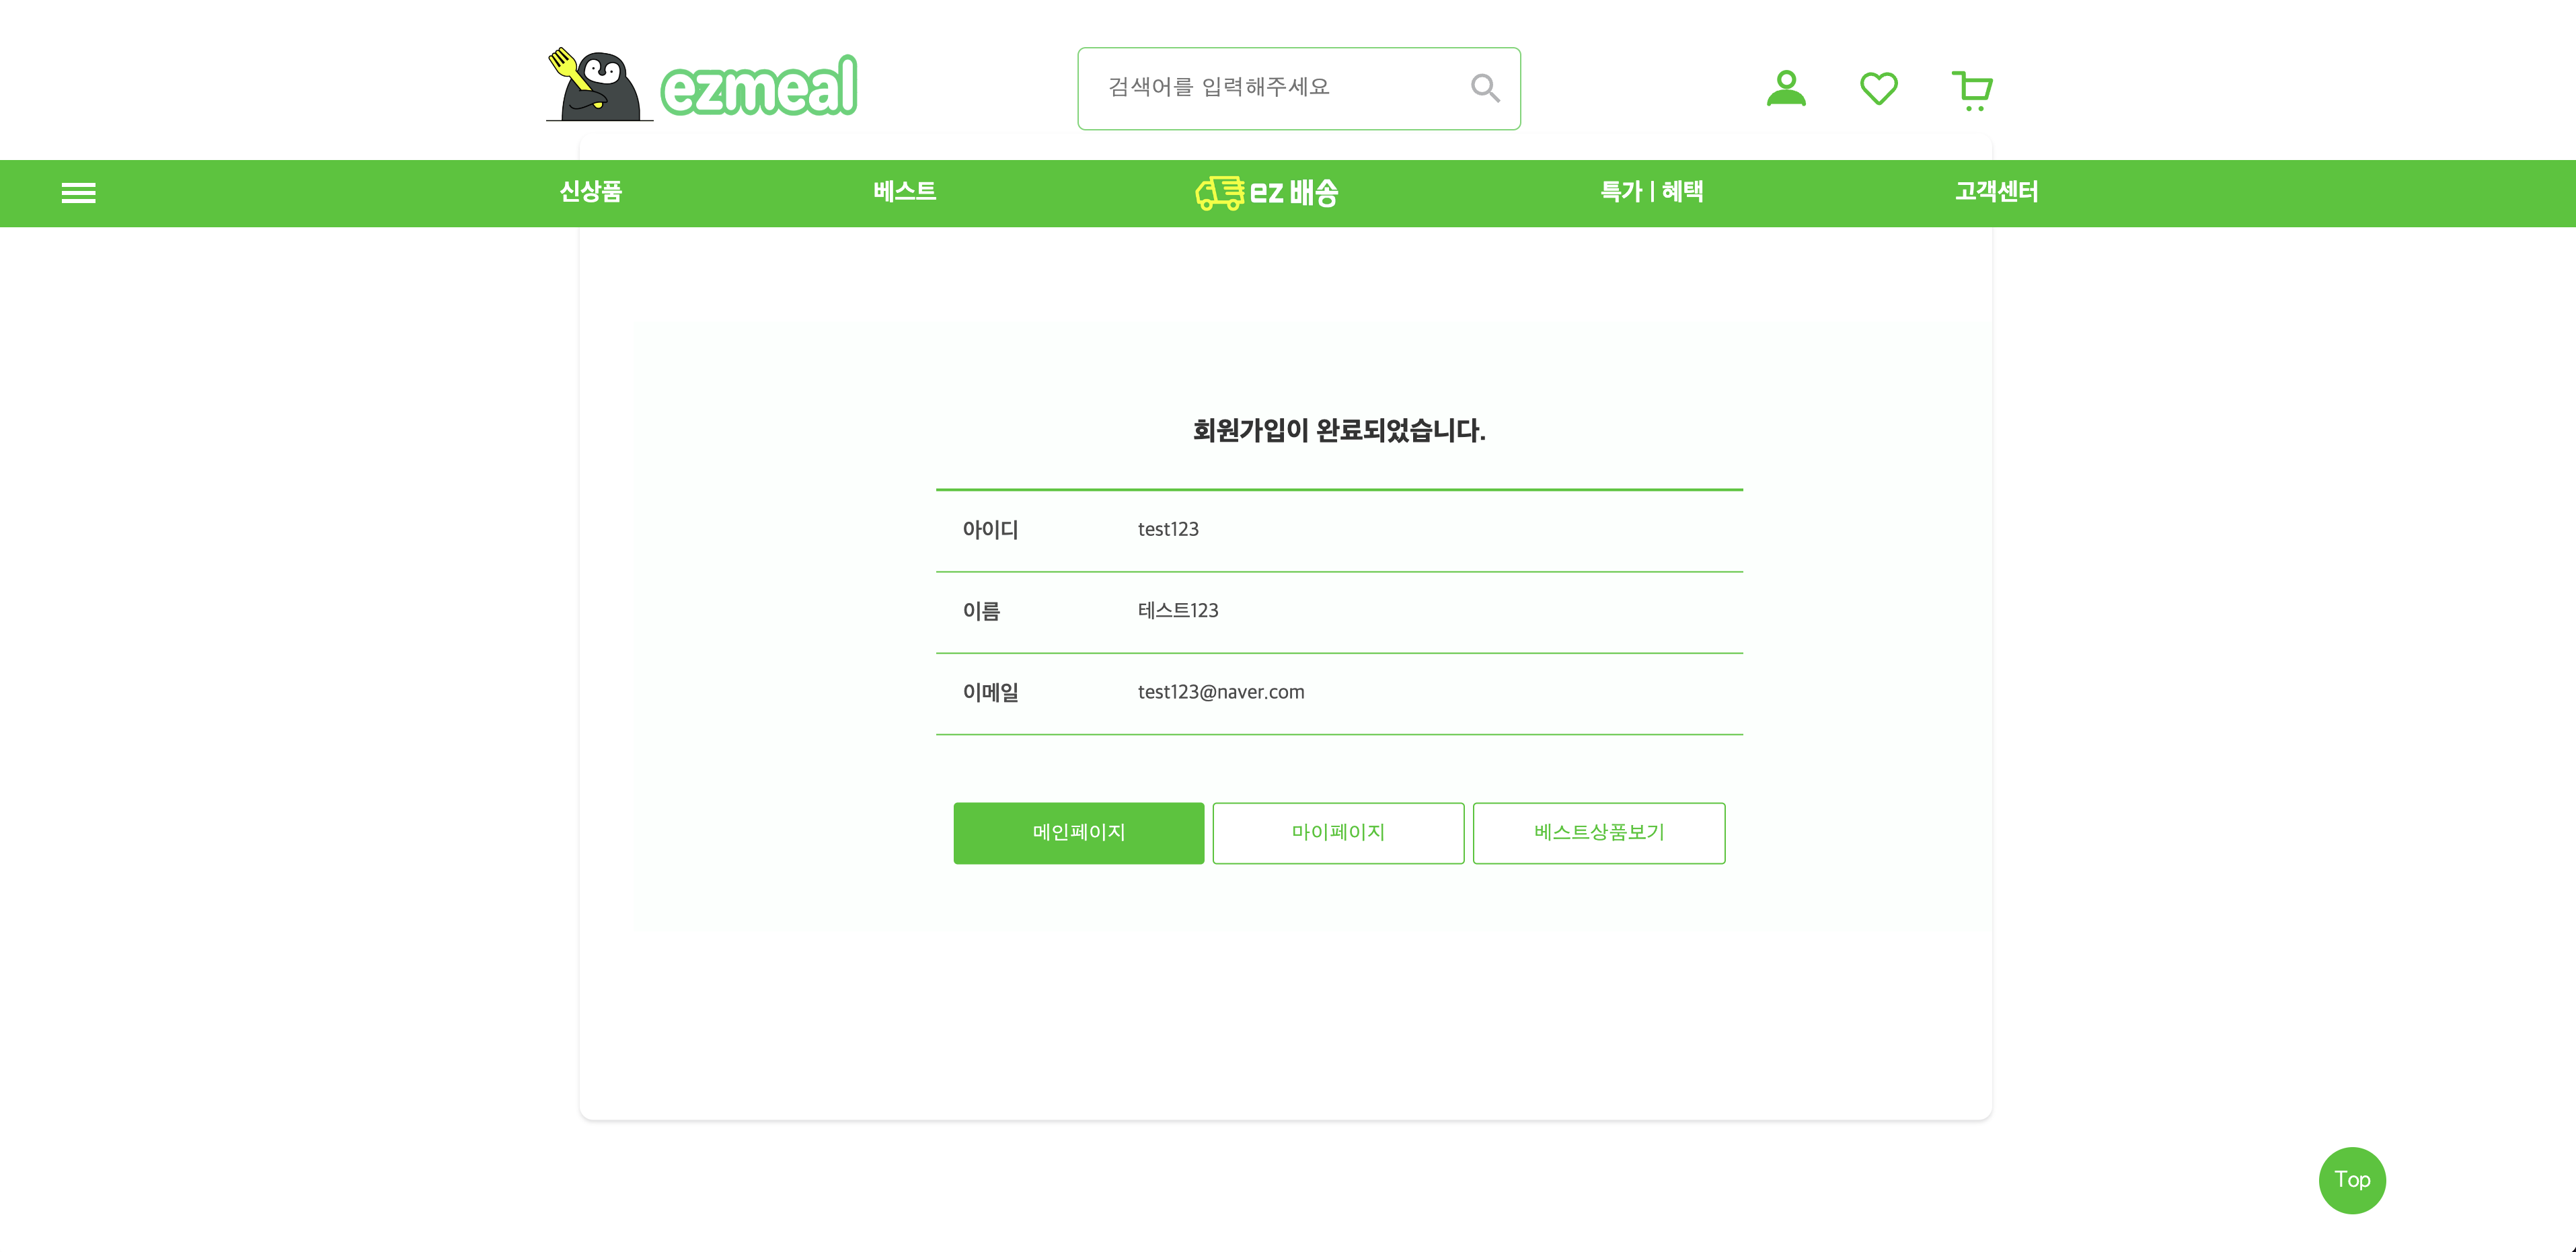 ezmeal
검색어를 입력해주세요
신상품 베스트 ez 배송 특가 | 혜택 고객센터
회원가입이 완료되었습니다.
아이디 test123
이름 테스트123
이메일 test123@naver.com
메인페이지 마이페이지 베스트상품보기
Top